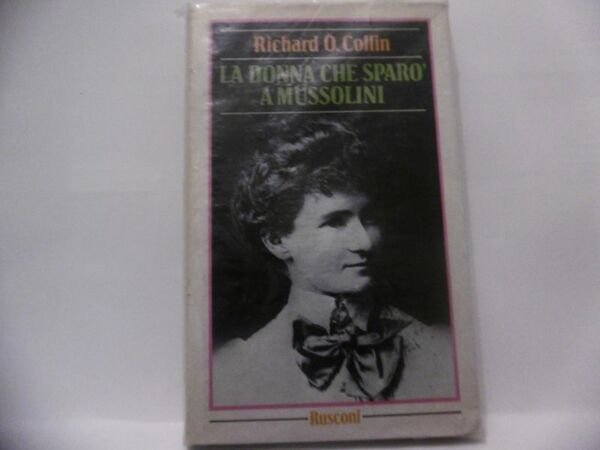 Richard O. Collin
LA DONNA CHE SPARO'
A MUSSOLINI
Rusconi